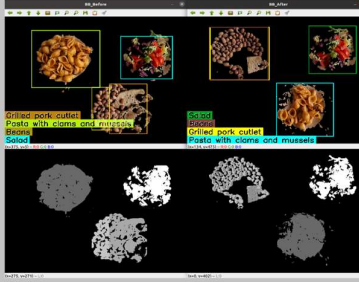 BB_Before
BB_After
Grilled pork cutlet
Pasta with clams and mussels
Beans
Salad
Salad
Beans
Grilled pork cutlet
Pasta with clams and mussels